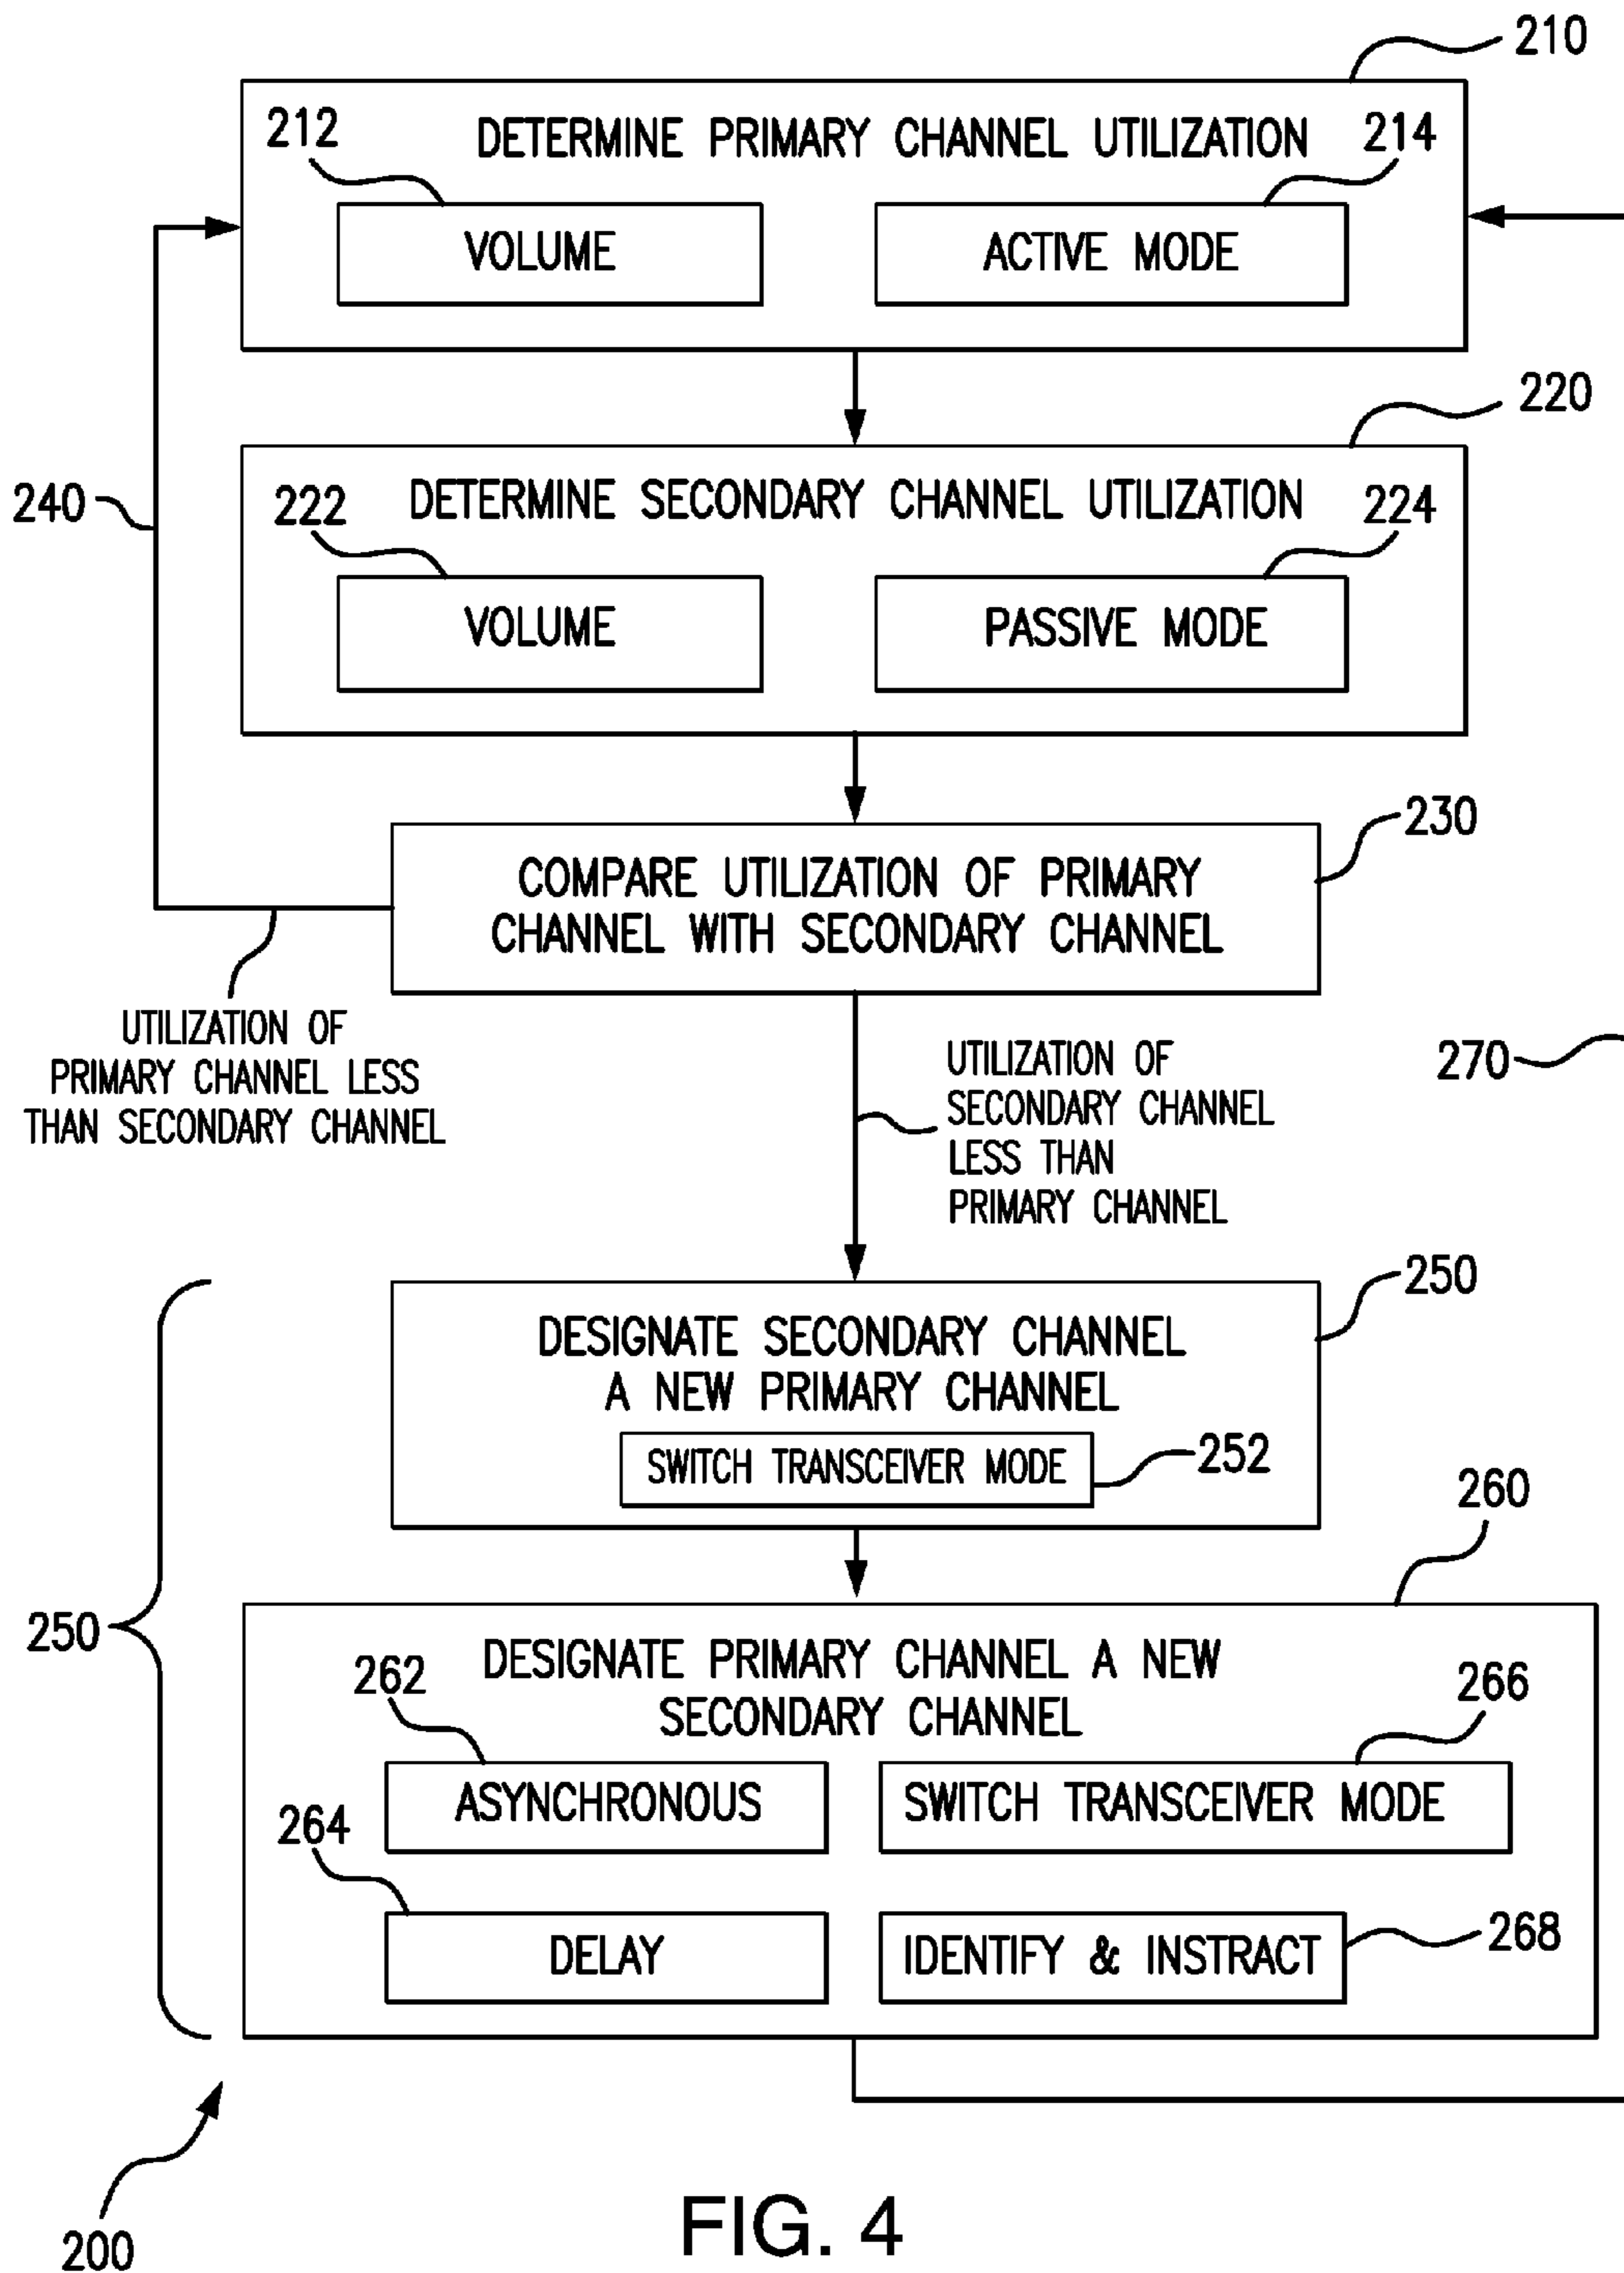 210
212
DETERMINE PRIMARY CHANNEL UTILIZATION
214
VOLUME
ACTIVE MODE
220
240
222
DETERMINE SECONDARY CHANNEL UTILIZATION
224
VOLUME
PASSIVE MODE
230
COMPARE UTILIZATION OF PRIMARY
CHANNEL WITH SECONDARY CHANNEL
UTILIZATION OF
PRIMARY CHANNEL LESS
THAN SECONDARY CHANNEL
UTILIZATION OF
SECONDARY CHANNEL
LESS THAN
PRIMARY CHANNEL
270
250
DESIGNATE SECONDARY CHANNEL
A NEW PRIMARY CHANNEL
SWITCH TRANSCEIVER MODE
252
260
250
DESIGNATE PRIMARY CHANNEL A NEW
SECONDARY CHANNEL
262
266
ASYNCHRONOUS
SWITCH TRANSCEIVER MODE
264
DELAY
IDENTIFY & INSTRACT
268
200
FIG. 4